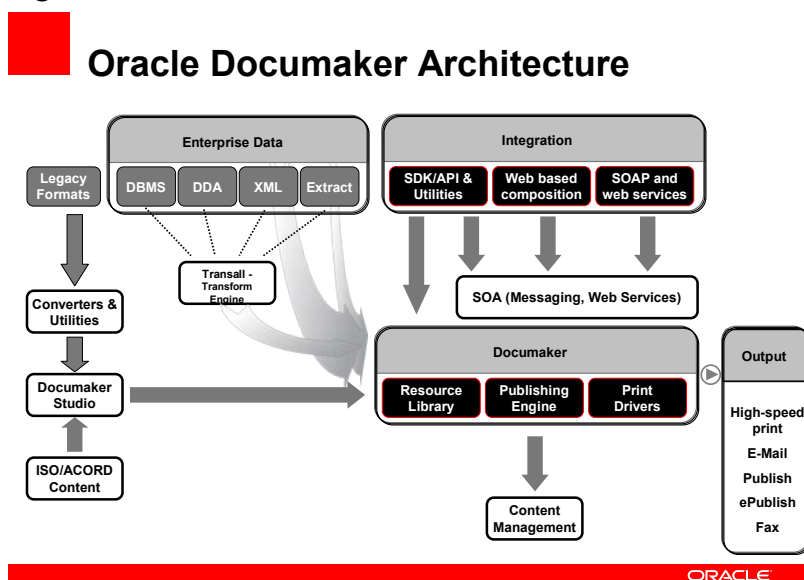 Oracle Documaker Architecture
Enterprise Data
Integration
Legacy
Formats
DBMS
DDA
XML
Extract
SDK/API &
Utilities
Web based
composition
SOAP and
web services
Transall -
Transform
Engine
SOA (Messaging, Web Services)
Converters &
Utilities
Documaker
Output
Documaker
Studio
Resource
Library
Publishing
Engine
Print
Drivers
High-speed
print
E-Mail
Publish
ePublish
Fax
ISO/ACORD
Content
Content
Management
ORACLE